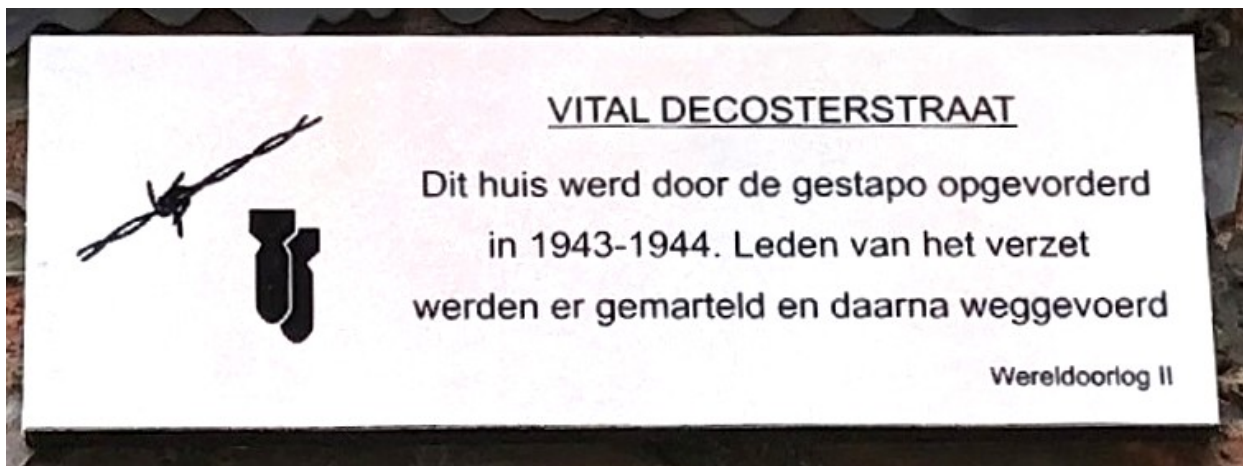 VITAL DECOSTERSTRAAT
Dit huis werd door de gestapo opgevorderd
in 1943-1944. Leden van het verzet
werden er gemarteld en daarna weggevoerd
Wereldoorlog II